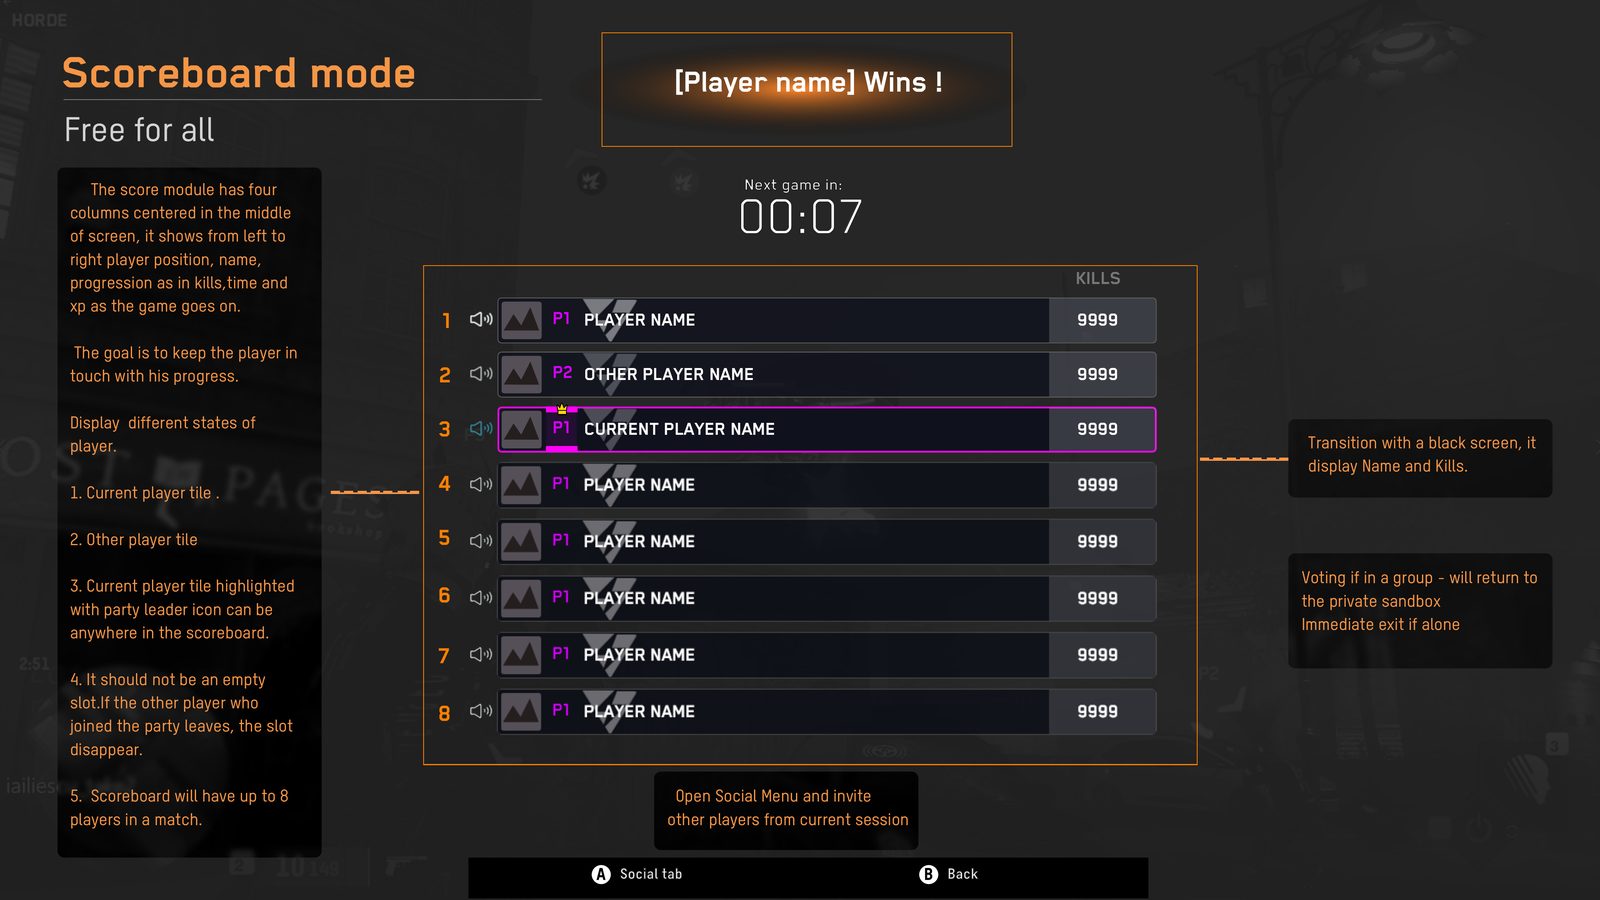 HORDE
Scoreboard mode
Free for all
[Player name] Wins !
Next game in:
00:07
The score module has four
columns centered in the middle
of screen, it shows from left to
right player position, name,
progression as in kills,time and
xp as the game goes on.
The goal is to keep the player in
touch with his progress.
Display different states of
player.
1. Current player tile .
2. Other player tile
3. Current player tile highlighted
with party leader icon can be
anywhere in the scoreboard.
4. It should not be an empty
slot.If the other player who
joined the party leaves, the slot
disappear.
5. Scoreboard will have up to 8
players in a match.
KILLS
1 P1 PLAYER NAME 9999
2 P2 OTHER PLAYER NAME 9999
3 P1 CURRENT PLAYER NAME 9999
4 P1 PLAYER NAME 9999
5 P1 PLAYER NAME 9999
6 P1 PLAYER NAME 9999
7 P1 PLAYER NAME 9999
8 P1 PLAYER NAME 9999
Transition with a black screen, it
display Name and Kills.
Voting if in a group - will return to
the private sandbox
Immediate exit if alone
Open Social Menu and invite
other players from current session
A Social tab
B Back
OST PAGES
bookshop
2:51
P2
3
2
10 149